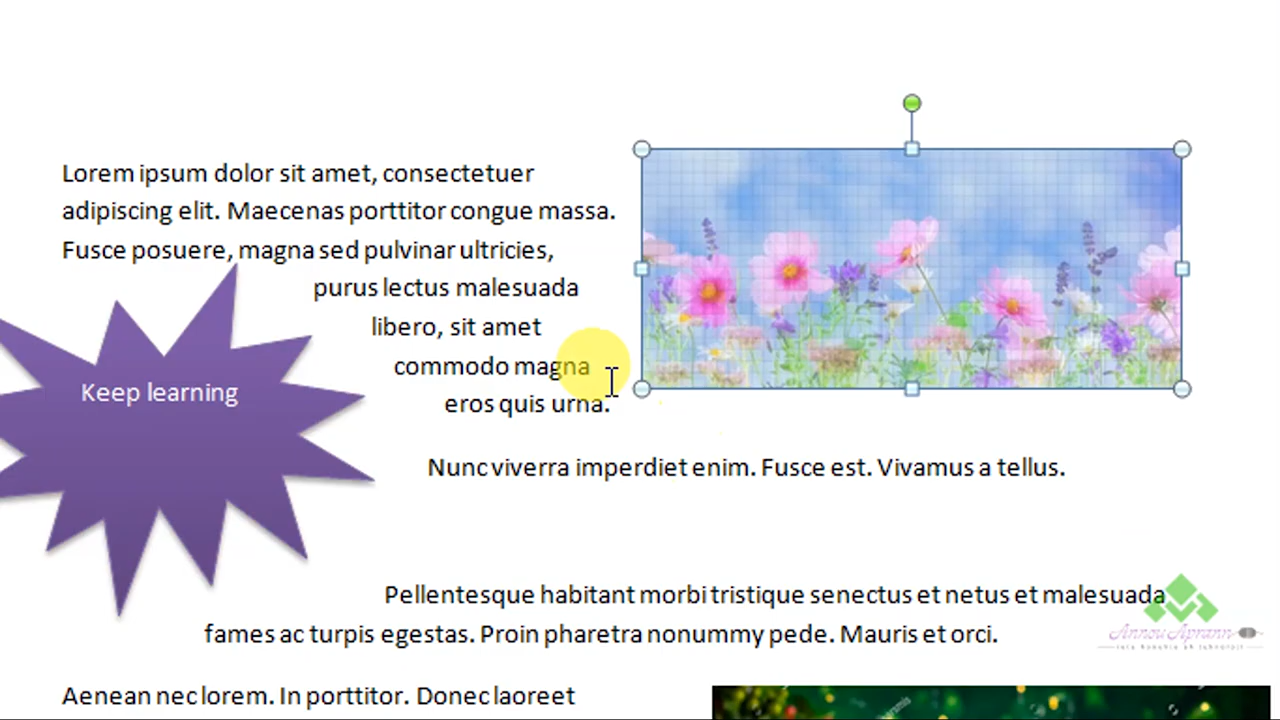 Lorem ipsum dolor sit amet, consectetuer
adipiscing elit. Maecenas porttitor congue massa.
Fusce posuere, magna sed pulvinar ultricies,
purus lectus malesuada
libero, sit amet
commodo magna
eros quis urna.
Keep learning
Nunc viverra imperdiet enim. Fusce est. Vivamus a tellus.
Pellentesque habitant morbi tristique senectus et netus et malesuada
fames ac turpis egestas. Proin pharetra nonummy pede. Mauris et orci.
Annou Aprann
Aenean nec lorem. In porttitor. Donec laoreet